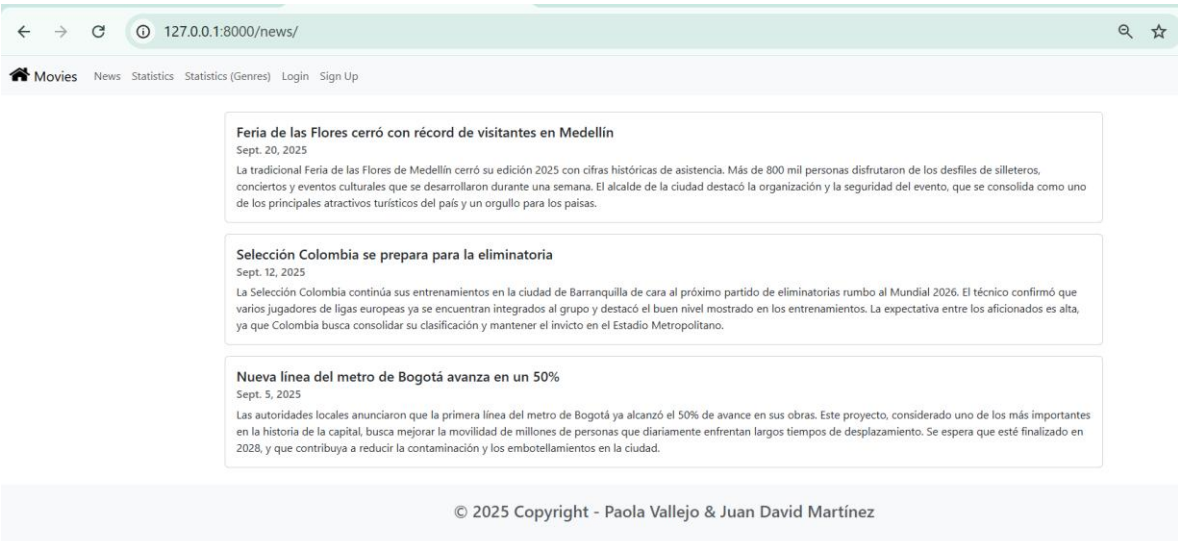 127.0.0.1:8000/news/
Movies News Statistics Statistics (Genres) Login Sign Up
Feria de las Flores cerró con récord de visitantes en Medellín
Sept. 20, 2025
La tradicional Feria de las Flores de Medellín cerró su edición 2025 con cifras históricas de asistencia. Más de 800 mil personas disfrutaron de los desfiles de silleteros,
conciertos y eventos culturales que se desarrollaron durante una semana. El alcalde de la ciudad destacó la organización y la seguridad del evento, que se consolida como uno
de los principales atractivos turísticos del país y un orgullo para los paisas.
Selección Colombia se prepara para la eliminatoria
Sept. 12, 2025
La Selección Colombia continúa sus entrenamientos en la ciudad de Barranquilla de cara al próximo partido de eliminatorias rumbo al Mundial 2026. El técnico confirmó que
varios jugadores de ligas europeas ya se encuentran integrados al grupo y destacó el buen nivel mostrado en los entrenamientos. La expectativa entre los aficionados es alta,
ya que Colombia busca consolidar su clasificación y mantener el invicto en el Estadio Metropolitano.
Nueva línea del metro de Bogotá avanza en un 50%
Sept. 5, 2025
Las autoridades locales anunciaron que la primera línea del metro de Bogotá ya alcanzó el 50% de avance en sus obras. Este proyecto, considerado uno de los más importantes
en la historia de la capital, busca mejorar la movilidad de millones de personas que diariamente enfrentan largos tiempos de desplazamiento. Se espera que esté finalizado en
2028, y que contribuya a reducir la contaminación y los embotellamientos en la ciudad.
© 2025 Copyright - Paola Vallejo & Juan David Martínez